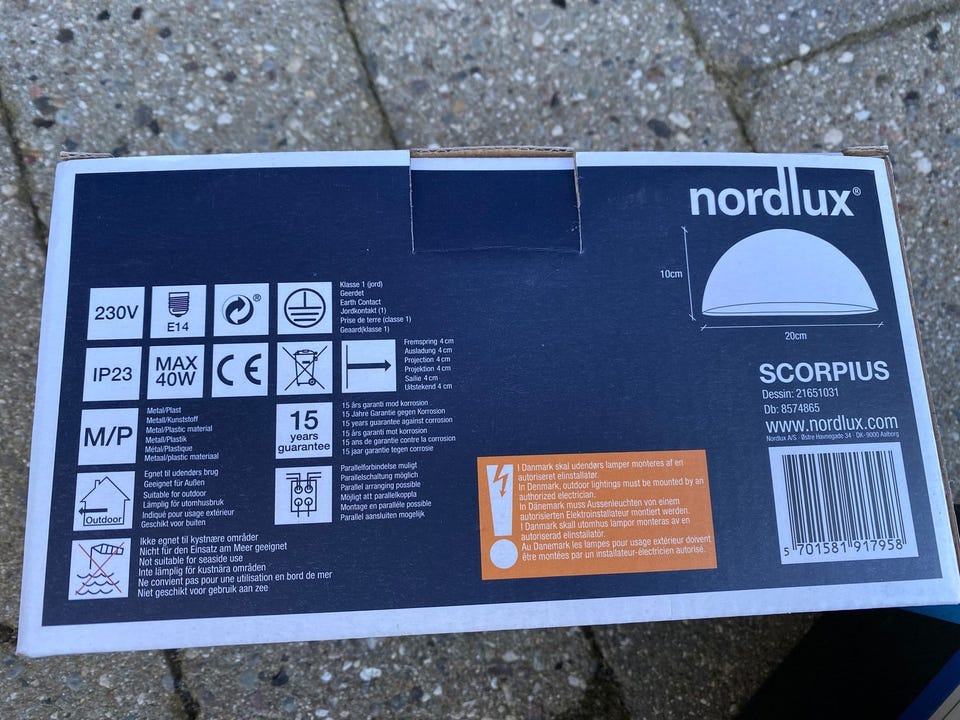 nordlux®
10cm
20cm
SCORPIUS
Dessin: 21651031
Db: 8574865
www.nordlux.com
Nordlux A/S · Østre Havnegade 34 · DK-9000 Aalborg
5 701581 917958
230V
E14
®
Klasse 1 (jord)
Geerdet
Earth Contact
Jordkontakt (1)
Prise de terre (classe 1)
Geaard(klasse 1)
IP23
MAX
40W
CE
Fremspring 4 cm
Ausladung 4 cm
Projection 4 cm
Projektion 4 cm
Saillie 4 cm
Uitstekend 4 cm
M/P
Metal/Plast
Metall/Kunststoff
Metal/Plastic material
Metall/Plastik
Métal/Plastique
Metaal/plastic materiaal
15
years
guarantee
15 års garanti mod korrosion
15 Jahre Garantie gegen Korrosion
15 years guarantee against corrosion
15 års garanti mot korrosion
15 ans de garantie contre la corrosion
15 jaar garantie tegen corrosie
Outdoor
Egnet til udendørs brug
Geeignet für Außen
Suitable for outdoor
Lämplig för utomhusbruk
Indiqué pour usage extérieur
Geschikt voor buiten
Parallelforbindelse muligt
Parallelschaltung möglich
Parallel arranging possible
Möjligt att parallelkoppla
Montage en parallèle possible
Parallel aansluiten mogelijk
Ikke egnet til kystnære områder
Nicht für den Einsatz am Meer geeignet
Not suitable for seaside use
Inte lämplig för kustnära områden
Ne convient pas pour une utilisation en bord de mer
Niet geschikt voor gebruik aan zee
I Danmark skal udendørs lamper monteres af en
autoriseret elinstallatør.
In Denmark, outdoor lightings must be mounted by an
authorized electrician.
In Dänemark muss Aussenleuchten von einem
autorisierten Elektroinstallateur montiert werden.
I Danmark skall utomhus lampor monteras av en
autoriserad elinstallatör.
Au Danemark les lampes pour usage extérieur doivent
être montées par un installateur-électricien autorisé.